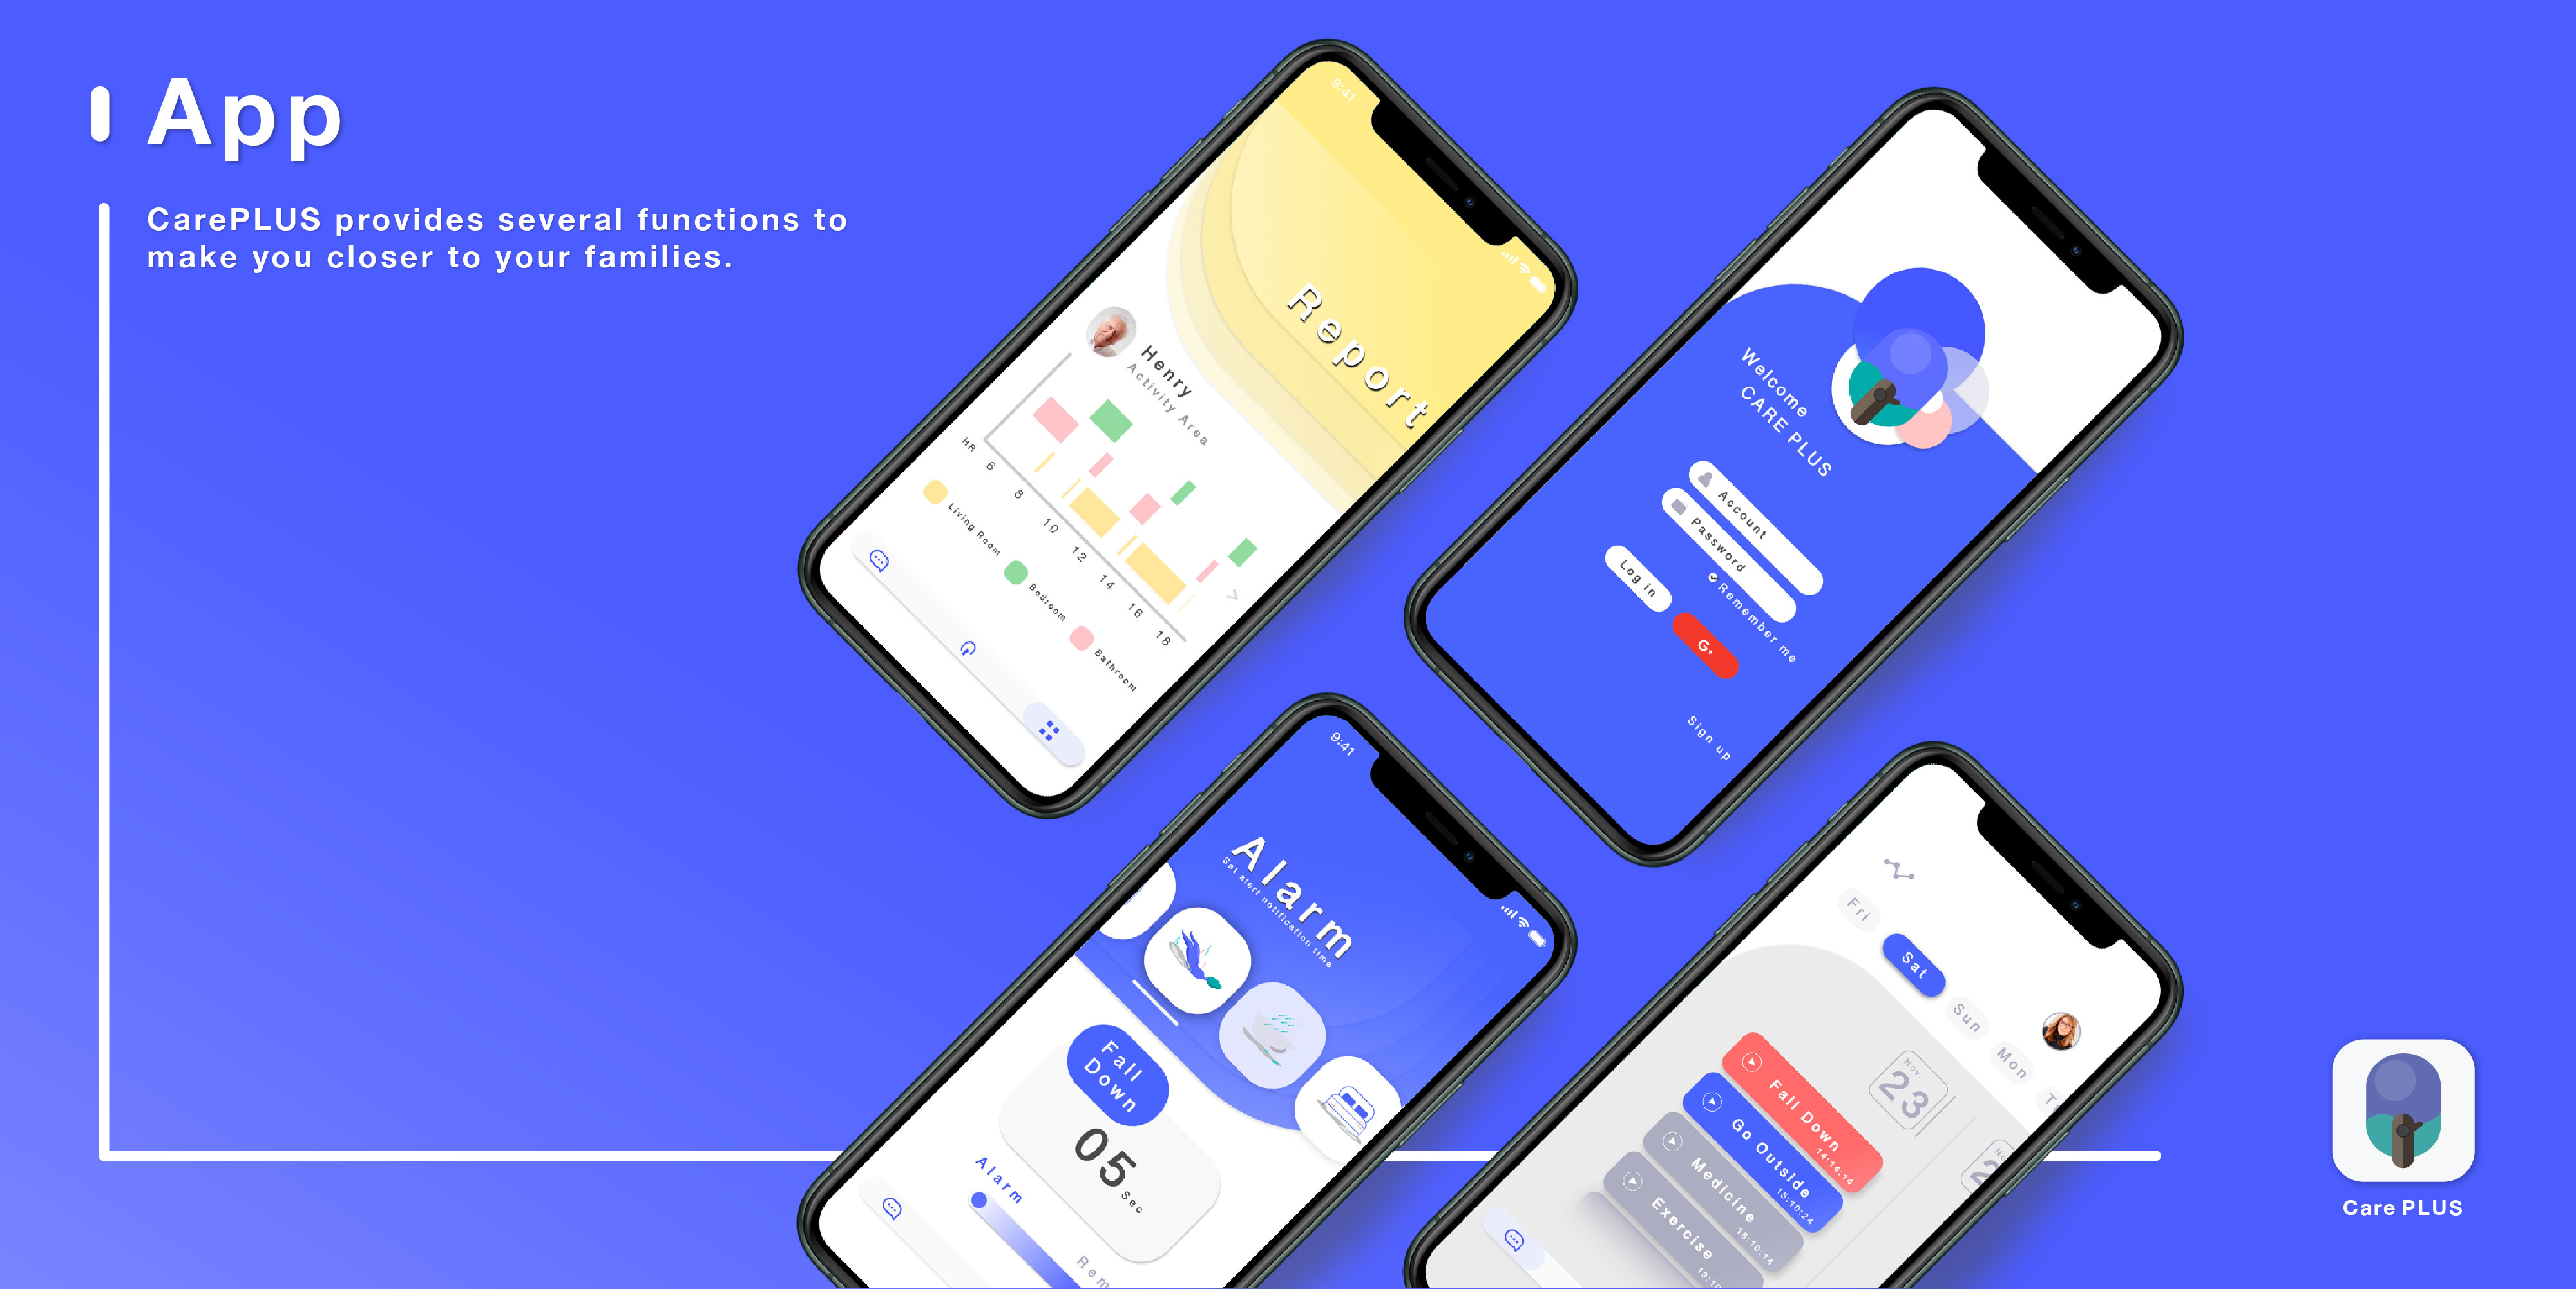 App
CarePLUS provides several functions to
make you closer to your families.
9:41
Report
Henry
Activity Area
HR 6 8 10 12 14 16 18
Living Room
Bedroom
Bathroom
Welcome
CARE PLUS
Account
Password
Remember me
Log in
G+
Sign up
9:41
Alarm
Set alert notification time
Fall
Down
05 Sec
Alarm
Fri
Sat
Sun
Mon
Nov.
23
Fall Down
14:14:14
Go Outside
15:10:24
Medicine
18:10:14
Exercise
Care PLUS